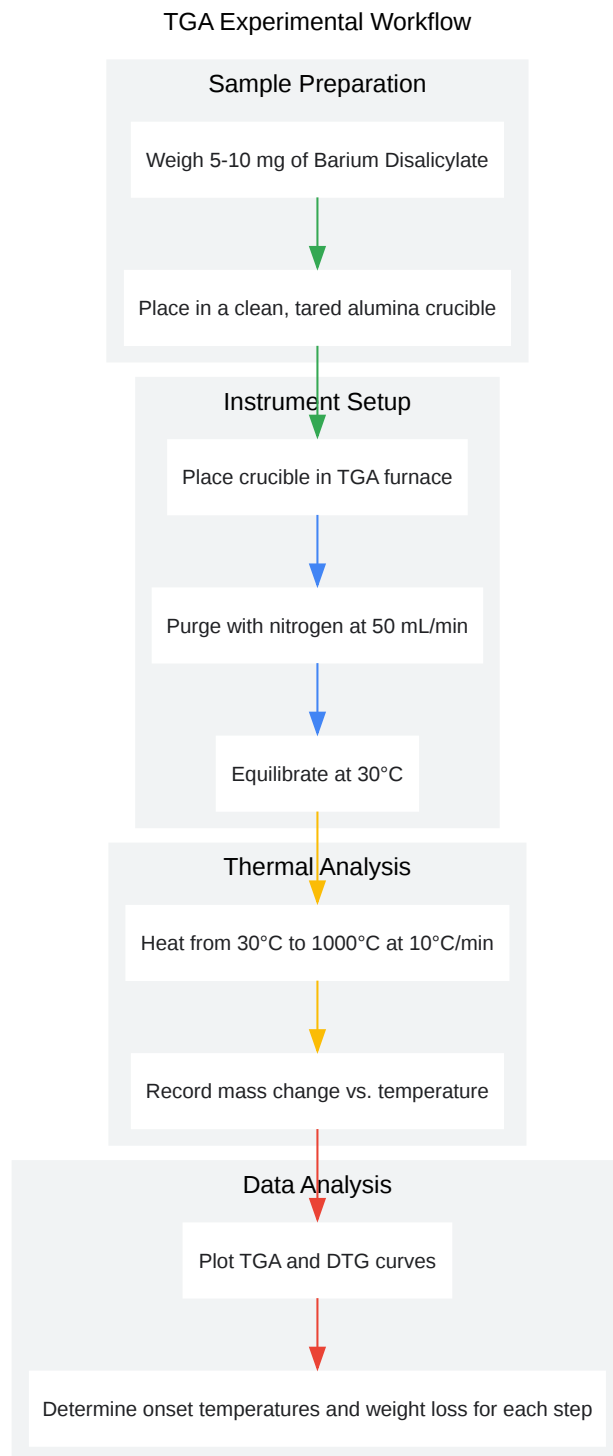 TGA Experimental Workflow
Sample Preparation
Weigh 5-10 mg of Barium Disalicylate
Place in a clean, tared alumina crucible
Instrument Setup
Place crucible in TGA furnace
Purge with nitrogen at 50 mL/min
Equilibrate at 30°C
Thermal Analysis
Heat from 30°C to 1000°C at 10°C/min
Record mass change vs. temperature
Data Analysis
Plot TGA and DTG curves
Determine onset temperatures and weight loss for each step